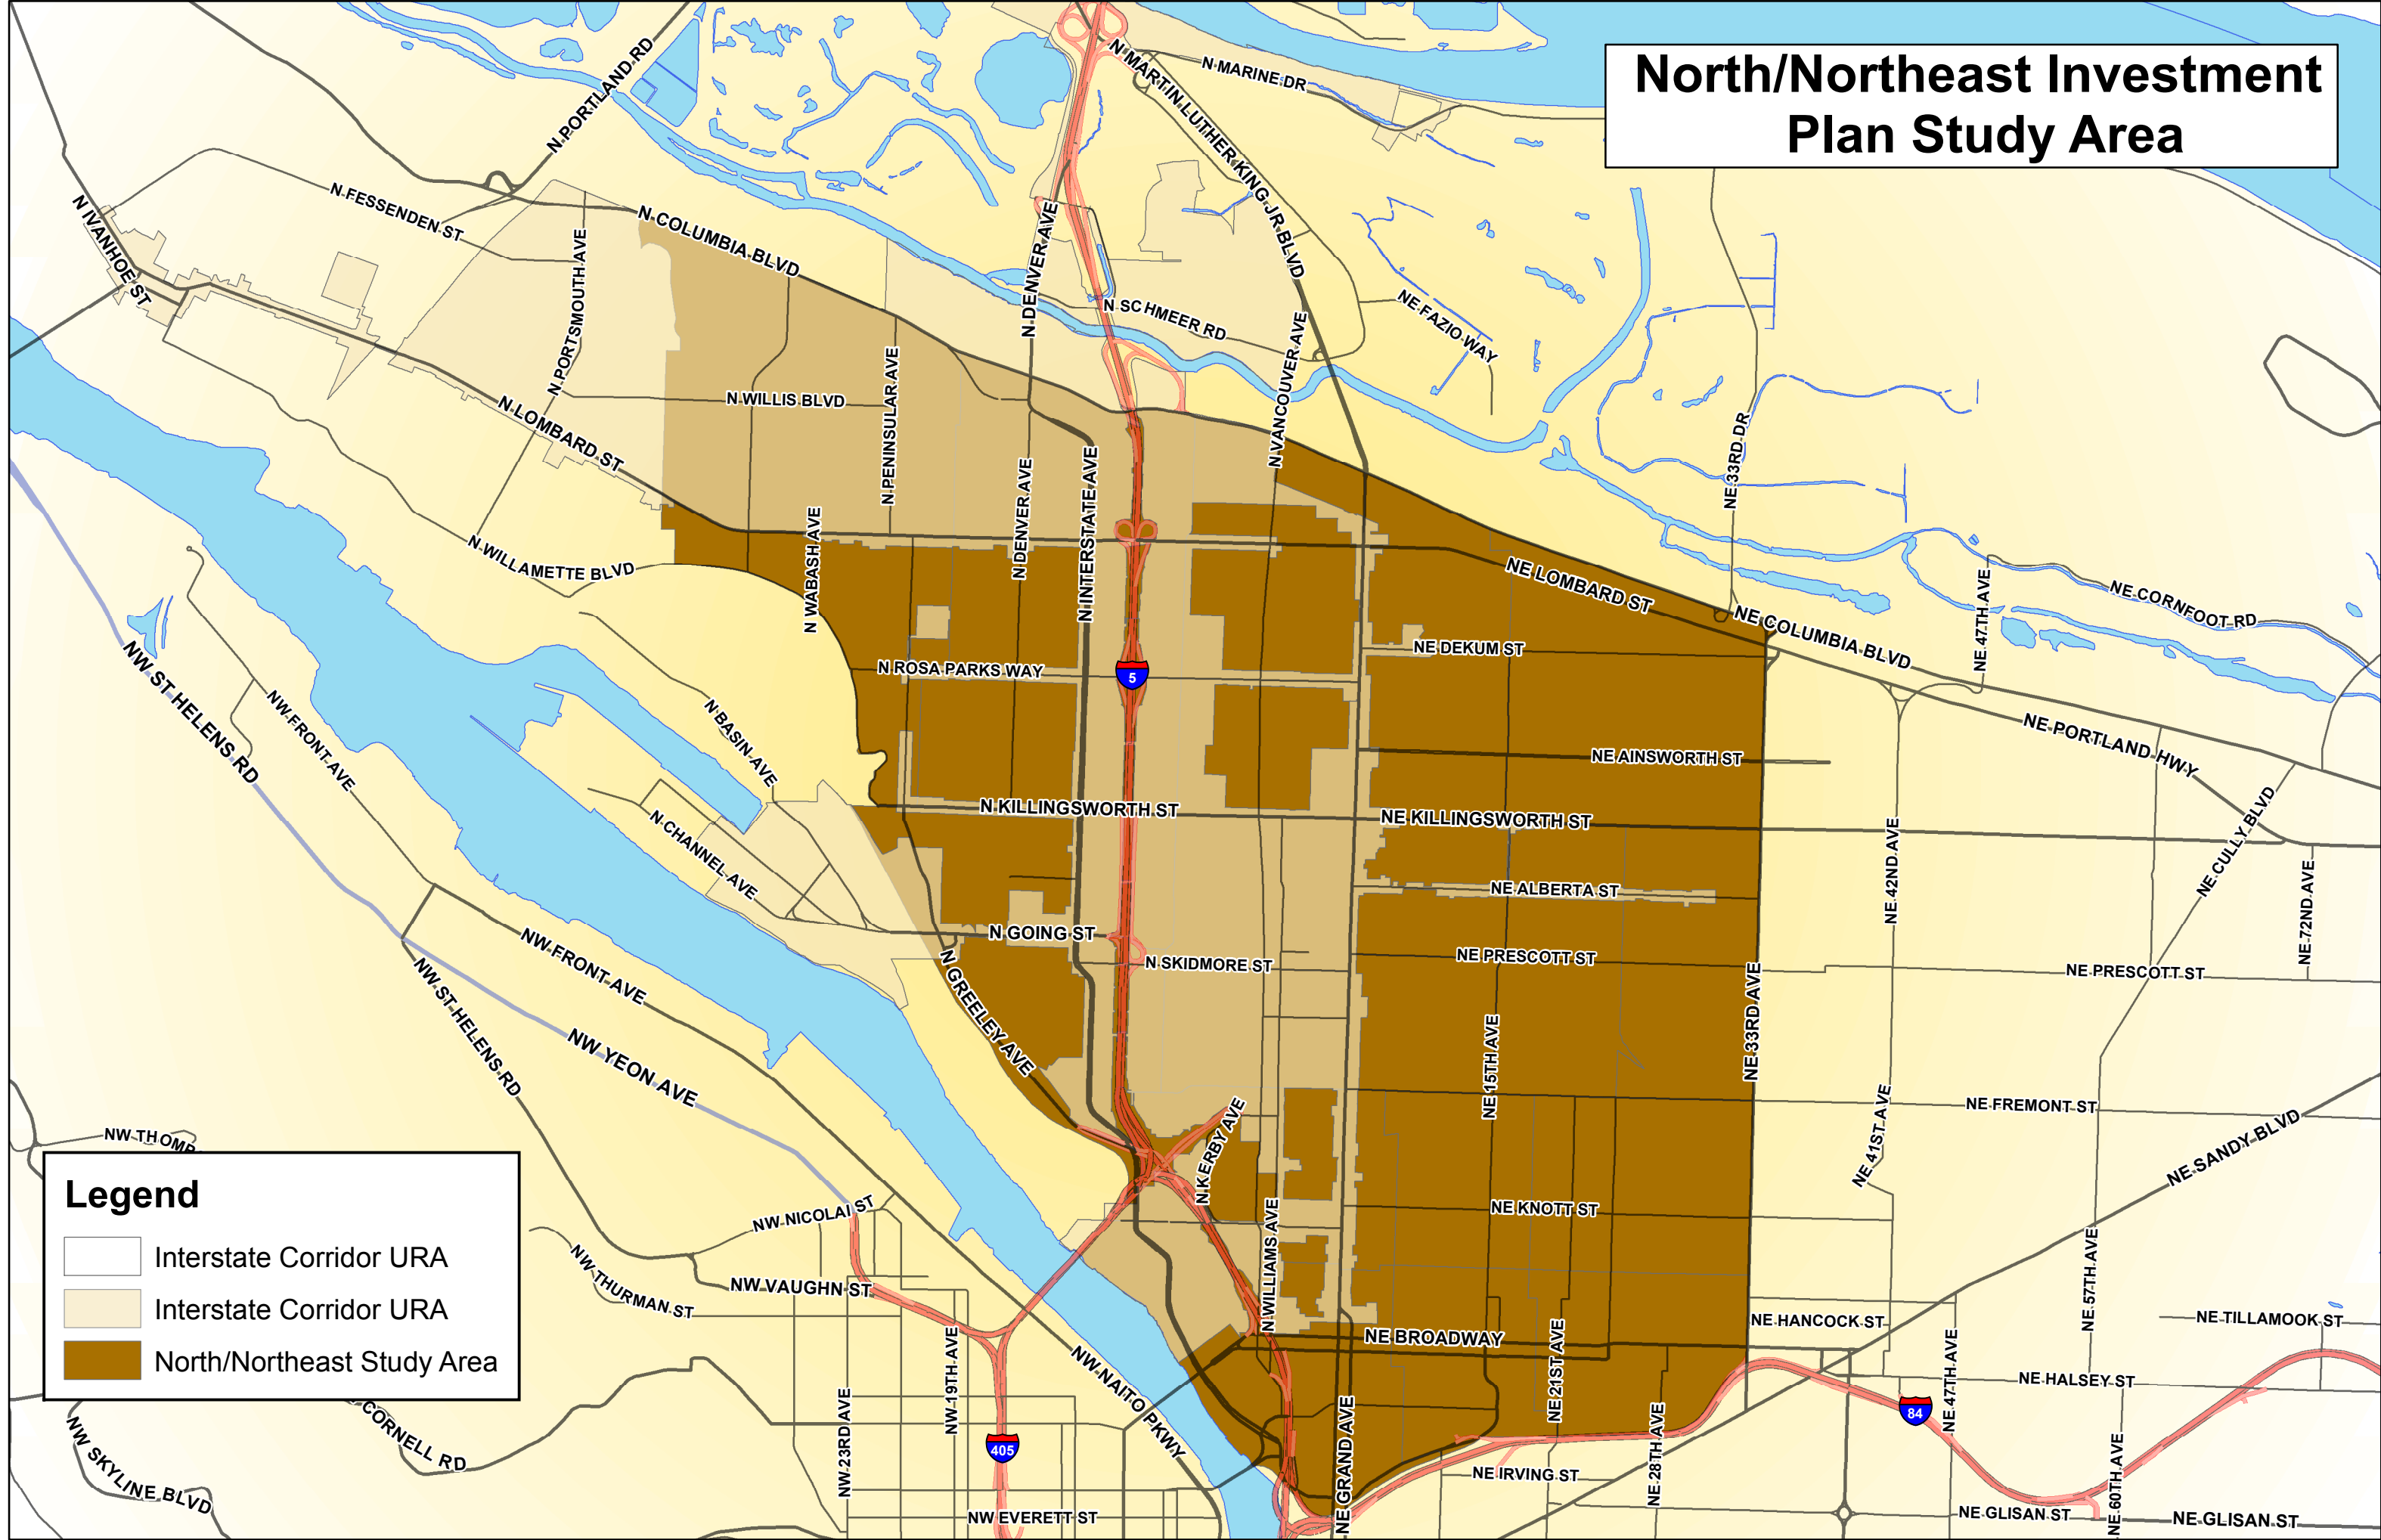 North/Northeast Investment
Plan Study Area
N PORTLAND RD
N MARINE DR
N MARTIN LUTHER KING JR BLVD
N FESSENDEN ST
N IVANHOE ST
N COLUMBIA BLVD
N PORTSMOUTH AVE
N DENVER AVE
N SCHMEER RD
NE FAZIO WAY
N VANCOUVER AVE
N PENINSULAR AVE
N WILLIS BLVD
N LOMBARD ST
NE 33RD DR
N WILLAMETTE BLVD
N WABASH AVE
N DENVER AVE
N INTERSTATE AVE
NE LOMBARD ST
NE COLUMBIA BLVD
NE 47TH AVE
NE CORNFOOT RD
NE DEKUM ST
N ROSA PARKS WAY
5
NW ST HELENS RD
NW FRONT AVE
N BASIN AVE
NE AINSWORTH ST
NE PORTLAND HWY
N KILLINGSWORTH ST
NE KILLINGSWORTH ST
N CHANNEL AVE
NE 42ND AVE
NE CULLY BLVD
NE 72ND AVE
NE ALBERTA ST
N GOING ST
N SKIDMORE ST
NE PRESCOTT ST
NE PRESCOTT ST
NW FRONT AVE
NW ST HELENS RD
N GREELEY AVE
NE 33RD AVE
NW YEON AVE
NE 15TH AVE
NE FREMONT ST
NE 41ST AVE
NE SANDY BLVD
NW THOMP
N KERBY AVE
NE KNOTT ST
NW NICOLAI ST
N WILLIAMS AVE
NE 57TH AVE
NW THURMAN ST
NW VAUGHN ST
NE HANCOCK ST
NE TILLAMOOK ST
NE BROADWAY
NW 19TH AVE
NW NAITO PKWY
NE 21ST AVE
NE 47TH AVE
NE HALSEY ST
NW 23RD AVE
NE GRAND AVE
NE 28TH AVE
84
CORNELL RD
NW SKYLINE BLVD
405
NE IRVING ST
NE 60TH AVE
NW EVERETT ST
NE GLISAN ST
NE GLISAN ST
Legend
Interstate Corridor URA
Interstate Corridor URA
North/Northeast Study Area